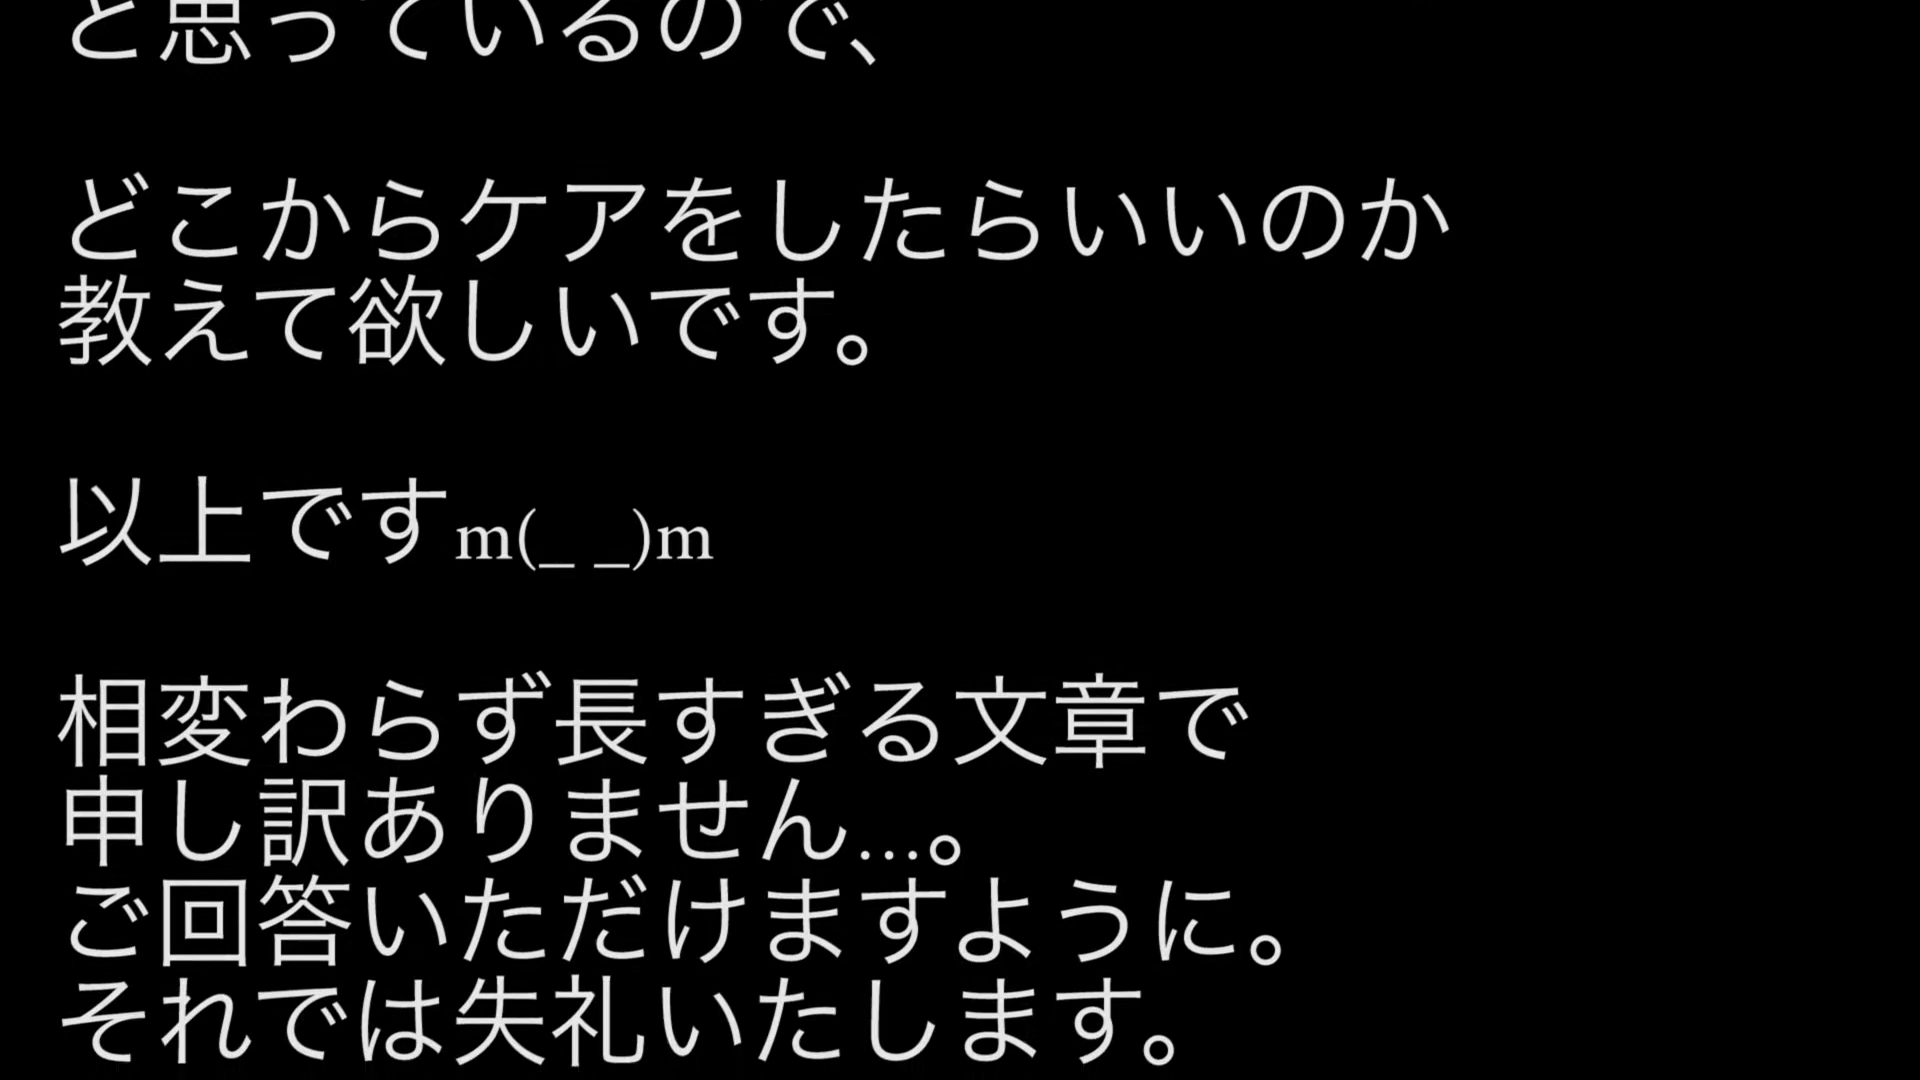 と思っているので、
どこからケアをしたらいいのか
教えて欲しいです。
以上ですm(_ _)m
相変わらず長すぎる文章で
申し訳ありません...。
ご回答いただけますように。
それでは失礼いたします。